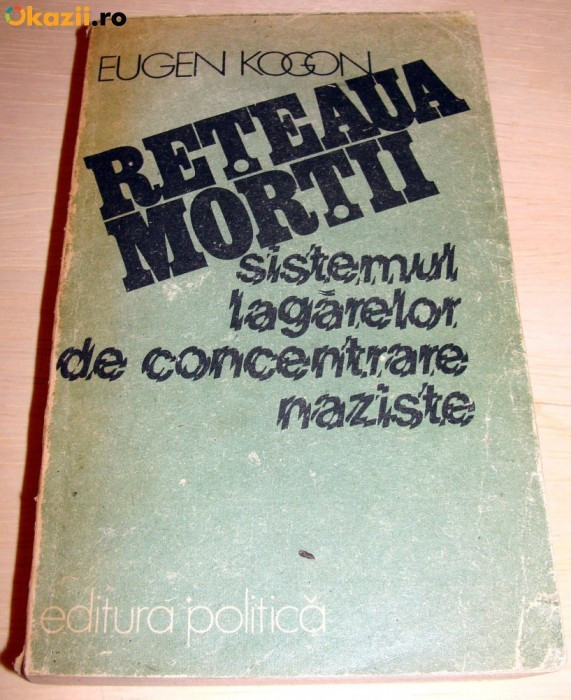 Okazii.ro
EUGEN KOGON
REȚEAUA
MORȚII
sistemul
lagărelor
de concentrare
naziste
editura politică